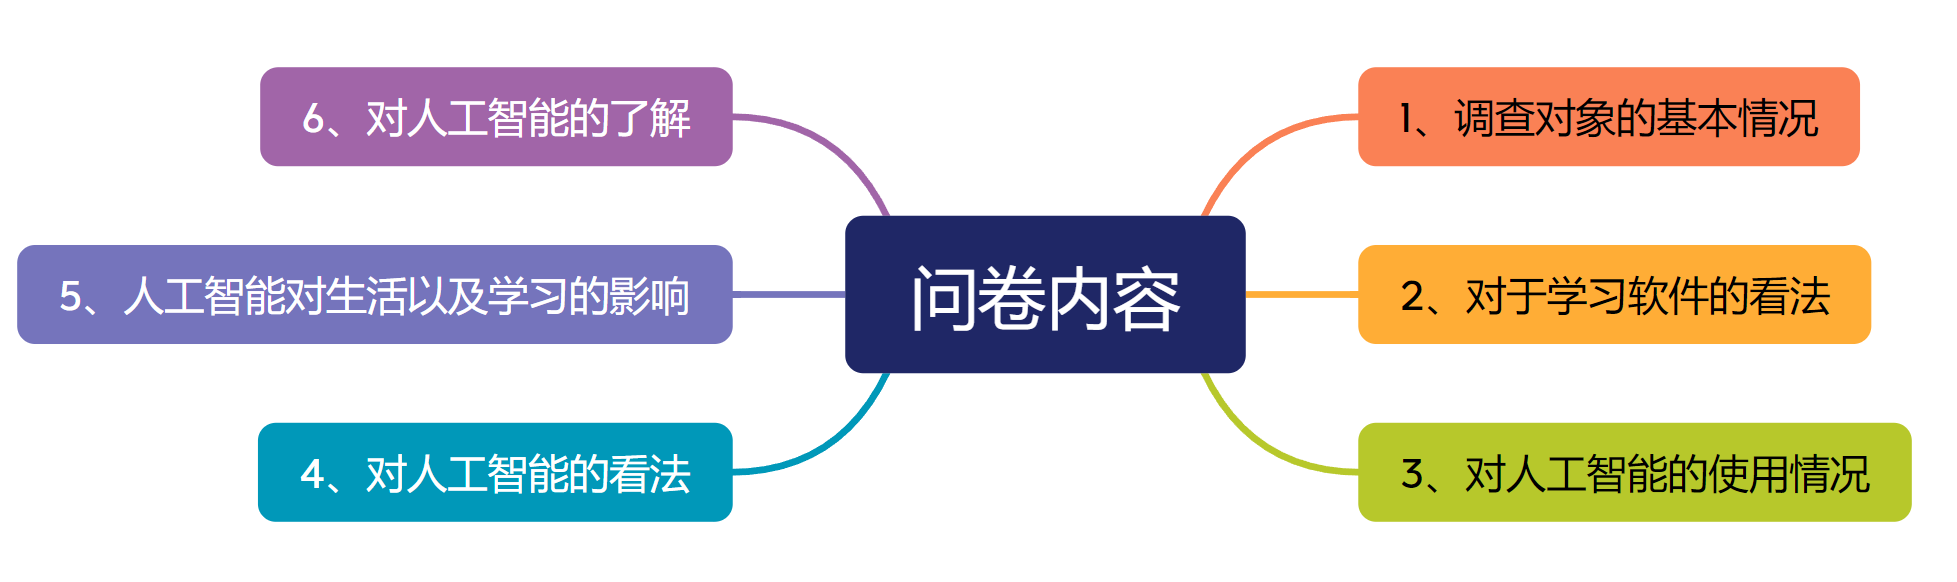 问卷内容
1、调查对象的基本情况
2、对于学习软件的看法
3、对人工智能的使用情况
4、对人工智能的看法
5、人工智能对生活以及学习的影响
6、对人工智能的了解